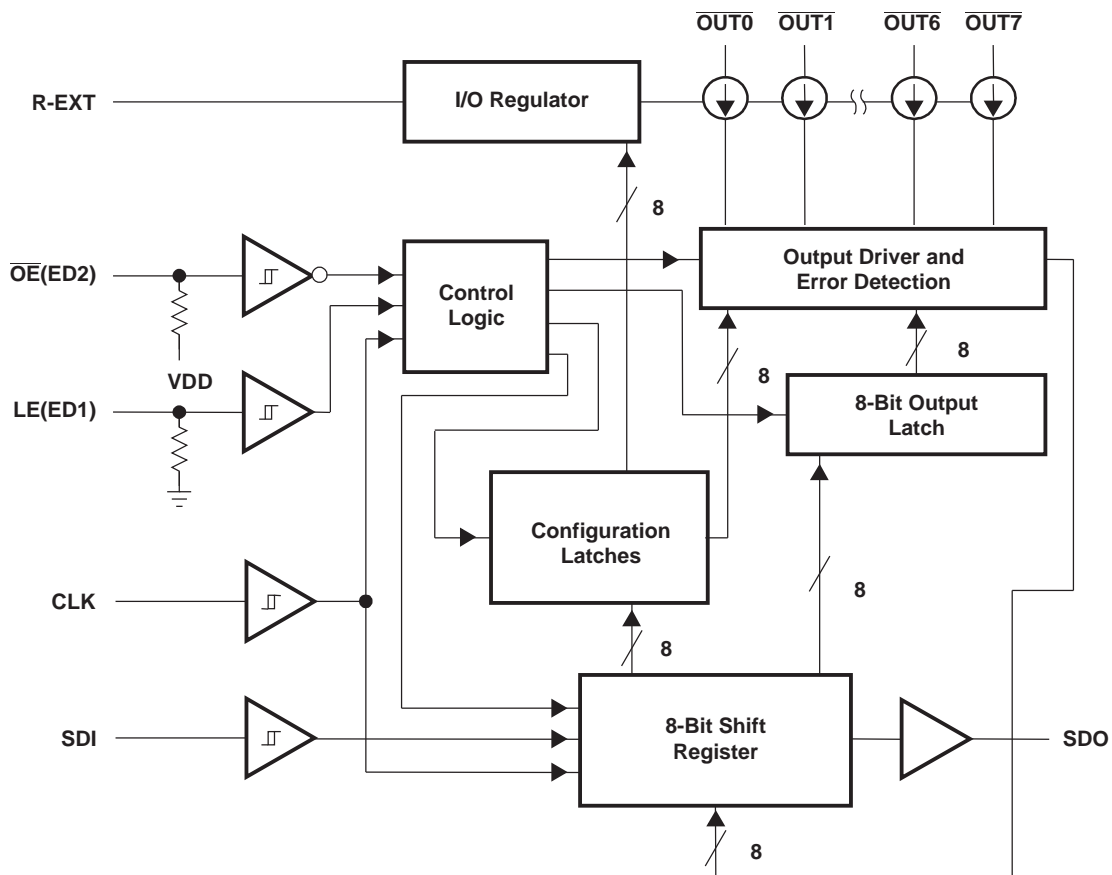 OUT0 OUT1 OUT6 OUT7
R-EXT
I/O Regulator
8
OE(ED2)
Control
Logic
Output Driver and
Error Detection
VDD
8
8
LE(ED1)
8-Bit Output
Latch
Configuration
Latches
CLK
8
8
SDI
8-Bit Shift
Register
SDO
8